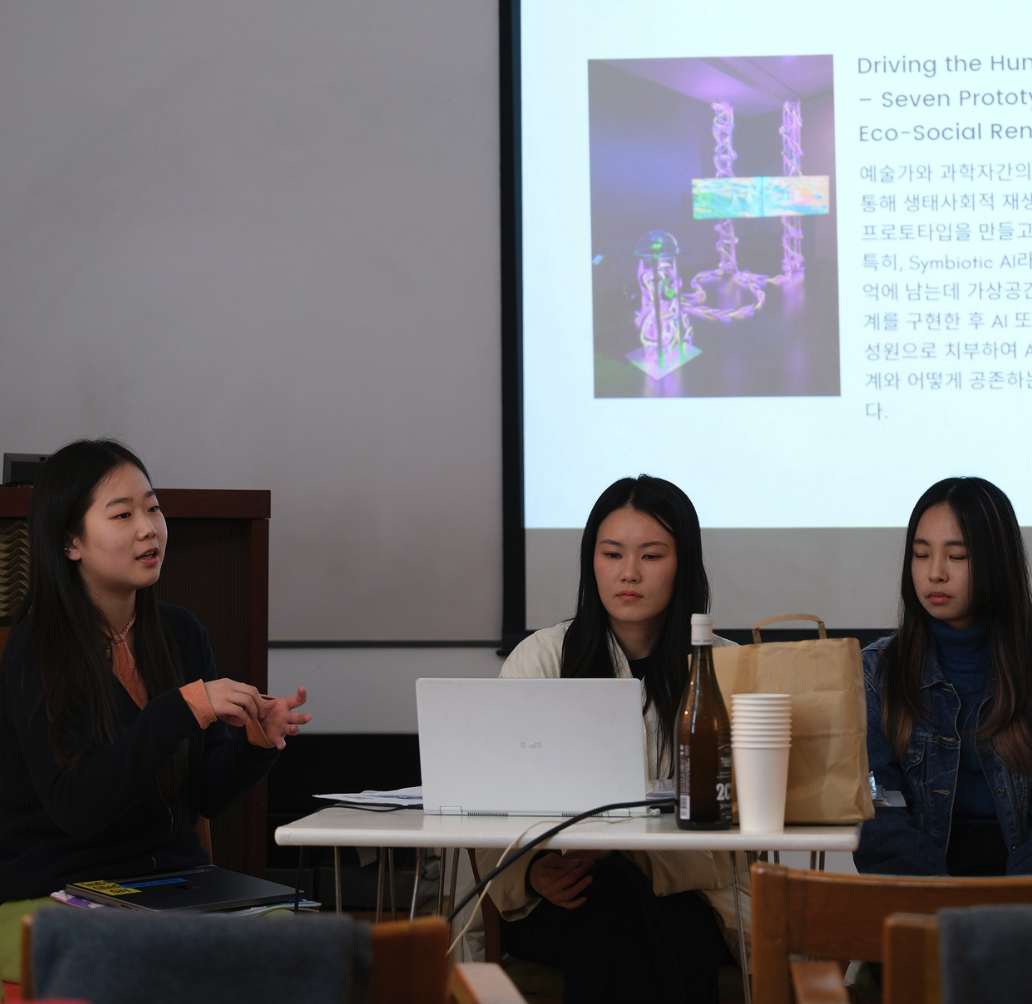 Driving the Hum
– Seven Prototy
Eco-Social Ren
예술가와 과학자간의
통해 생태사회적 재생
프로토타입을 만들고
특히, Symbiotic AI라
억에 남는데 가상공간
계를 구현한 후 AI 또
성원으로 치부하여 A
계와 어떻게 공존하는
다.